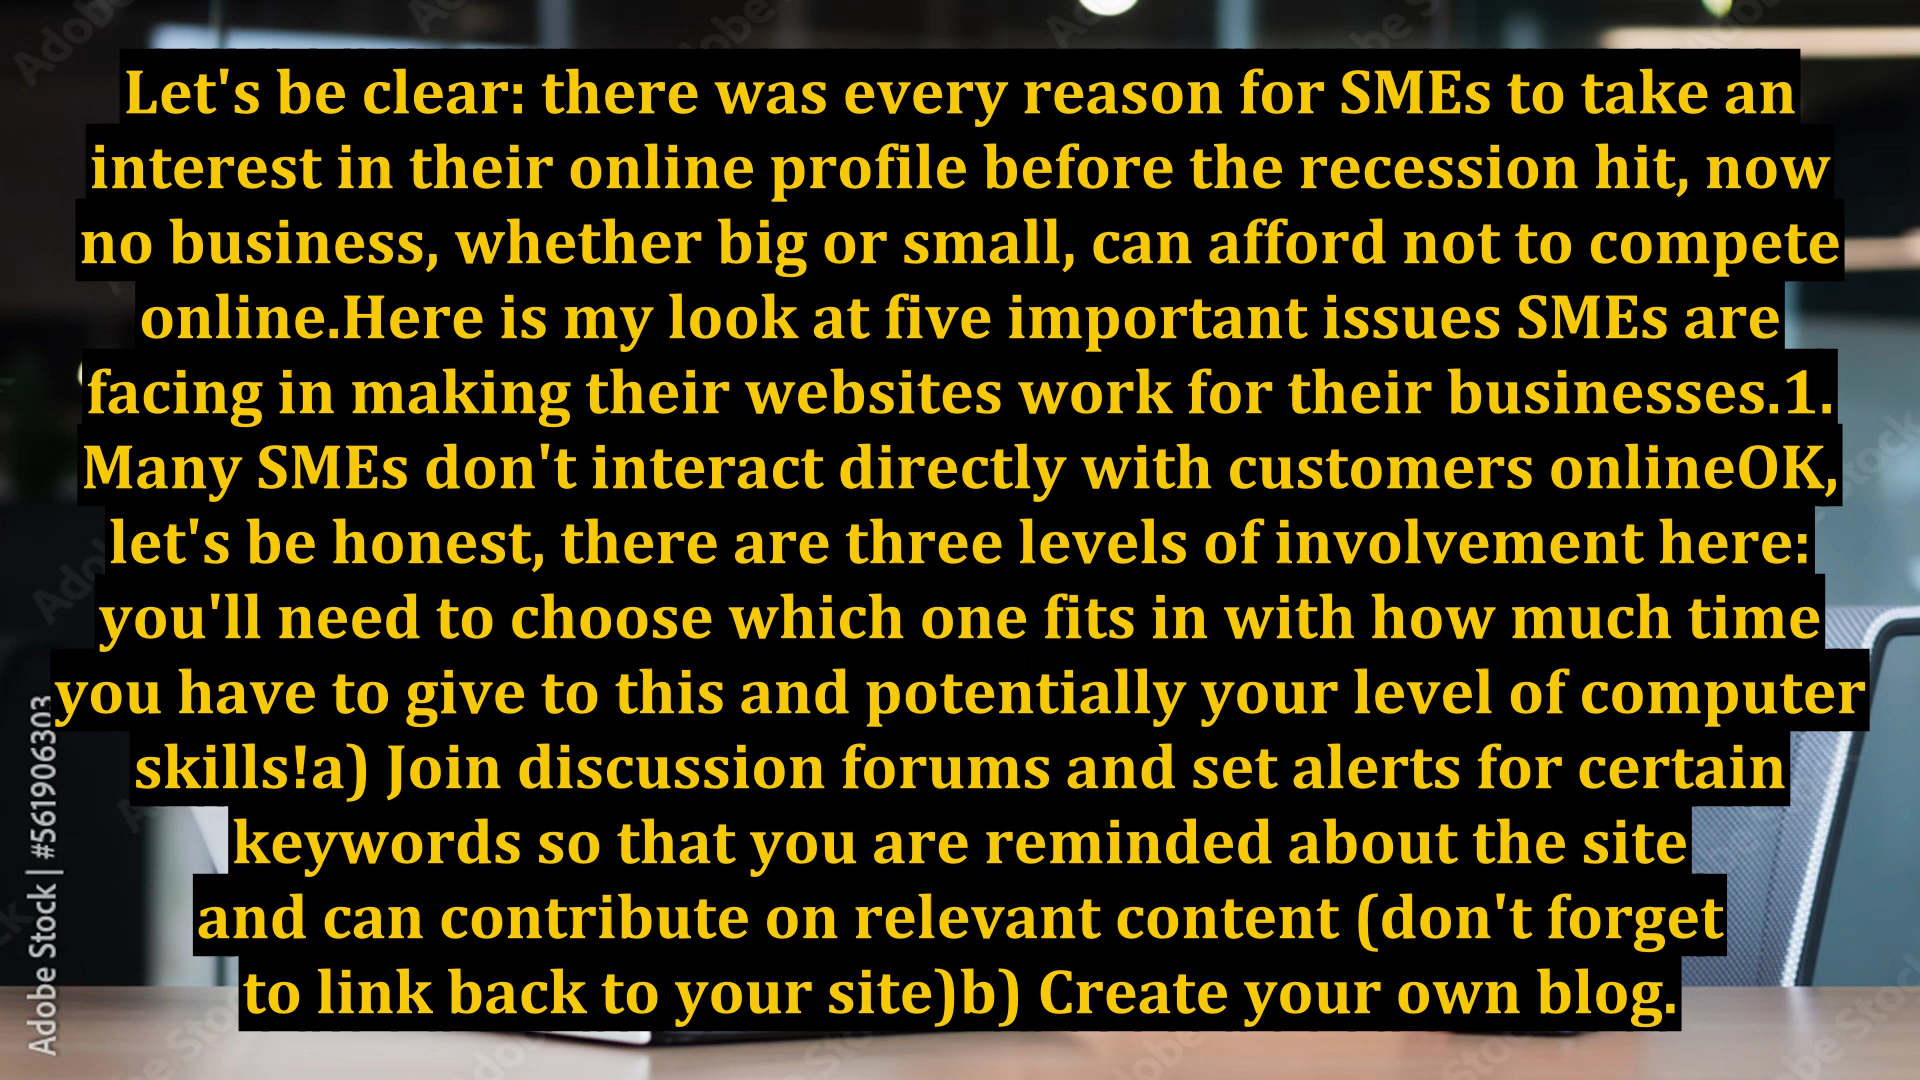 Let's be clear: there was every reason for SMEs to take an
interest in their online profile before the recession hit, now
no business, whether big or small, can afford not to compete
online.Here is my look at five important issues SMEs are
facing in making their websites work for their businesses.1.
Many SMEs don't interact directly with customers onlineOK,
let's be honest, there are three levels of involvement here:
you'll need to choose which one fits in with how much time
you have to give to this and potentially your level of computer
skills!a) Join discussion forums and set alerts for certain
keywords so that you are reminded about the site
and can contribute on relevant content (don't forget
to link back to your site)b) Create your own blog.
Adobe Stock | #561906303